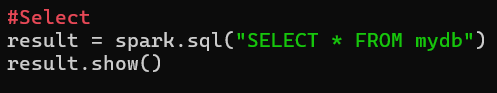 #Select
result = spark.sql("SELECT * FROM mydb")
result.show()